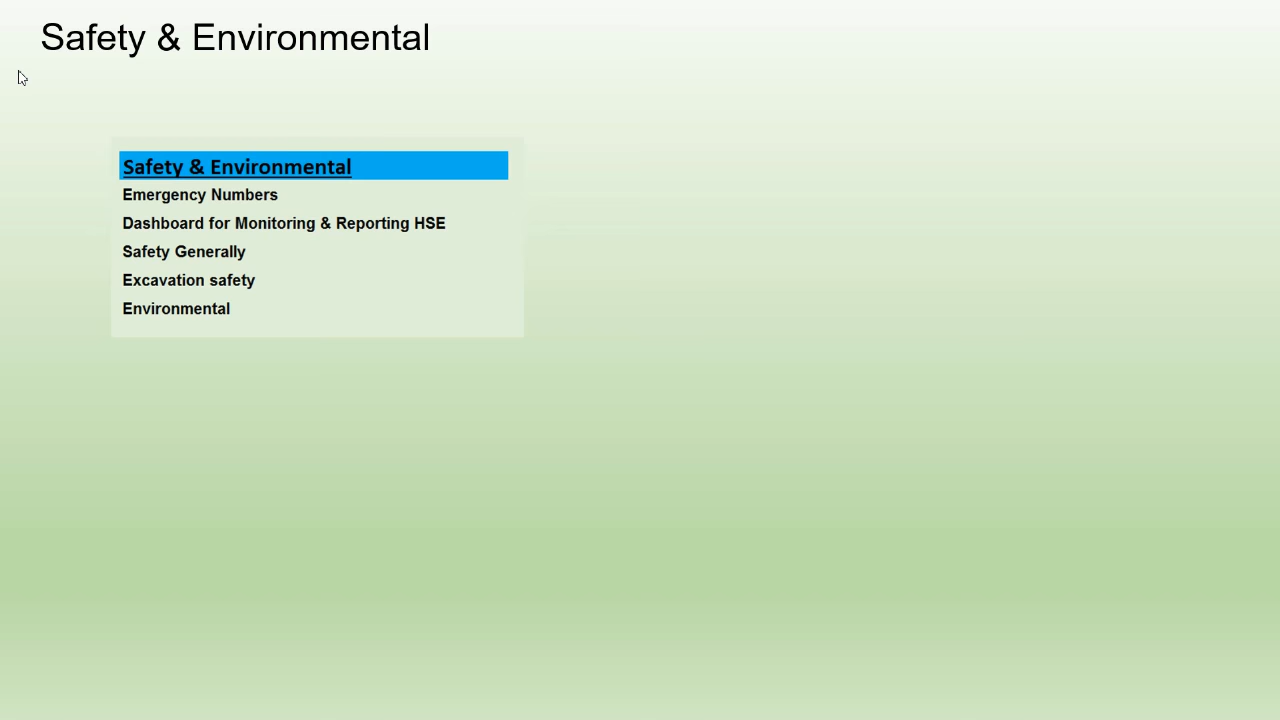 Safety & Environmental
Safety & Environmental
Emergency Numbers
Dashboard for Monitoring & Reporting HSE
Safety Generally
Excavation safety
Environmental